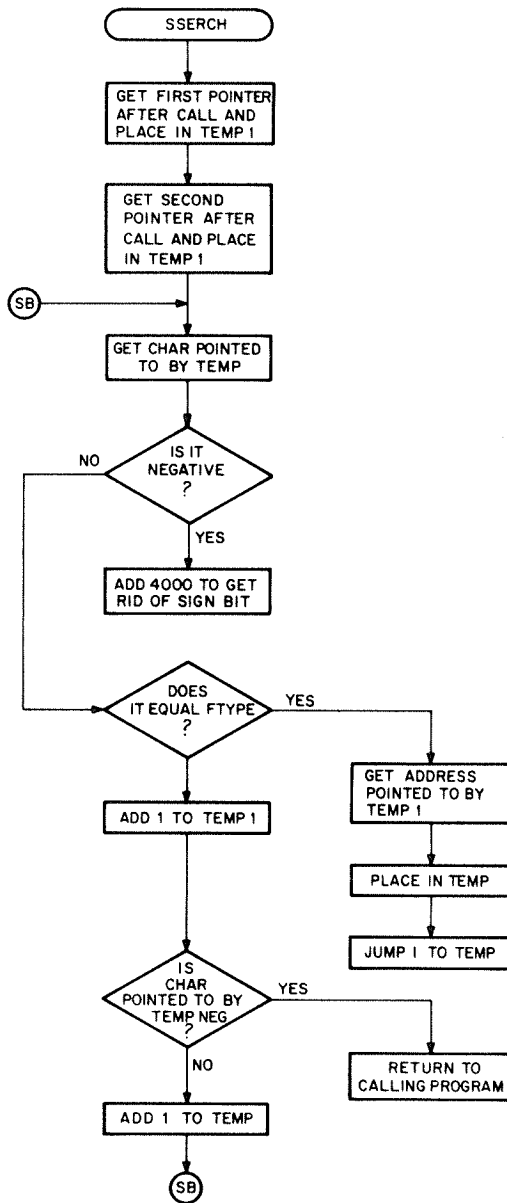 SSERCH
GET FIRST POINTER
AFTER CALL AND
PLACE IN TEMP 1
GET SECOND
POINTER AFTER
CALL AND PLACE
IN TEMP 1
SB
GET CHAR POINTED
TO BY TEMP
IS IT
NEGATIVE
?
NO
YES
ADD 4000 TO GET
RID OF SIGN BIT
DOES
IT EQUAL FTYPE
?
YES
GET ADDRESS
POINTED TO BY
TEMP 1
ADD 1 TO TEMP 1
PLACE IN TEMP
JUMP I TO TEMP
IS
CHAR
POINTED TO BY
TEMP NEG
?
YES
NO
RETURN TO
CALLING PROGRAM
ADD 1 TO TEMP
SB